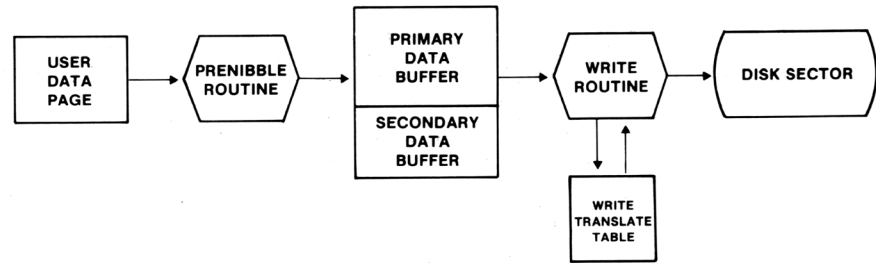 USER
DATA
PAGE
PRENIBBLE
ROUTINE
PRIMARY
DATA
BUFFER
SECONDARY
DATA
BUFFER
WRITE
ROUTINE
WRITE
TRANSLATE
TABLE
DISK SECTOR